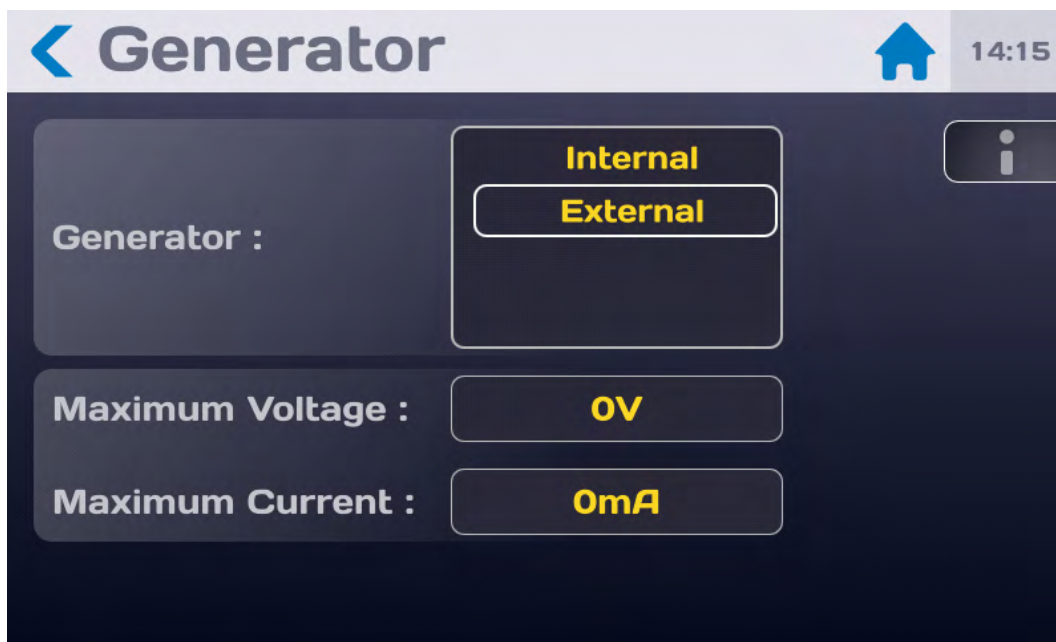 Generator
14:15
Internal
External
Generator :
Maximum Voltage :
0V
Maximum Current :
0mA